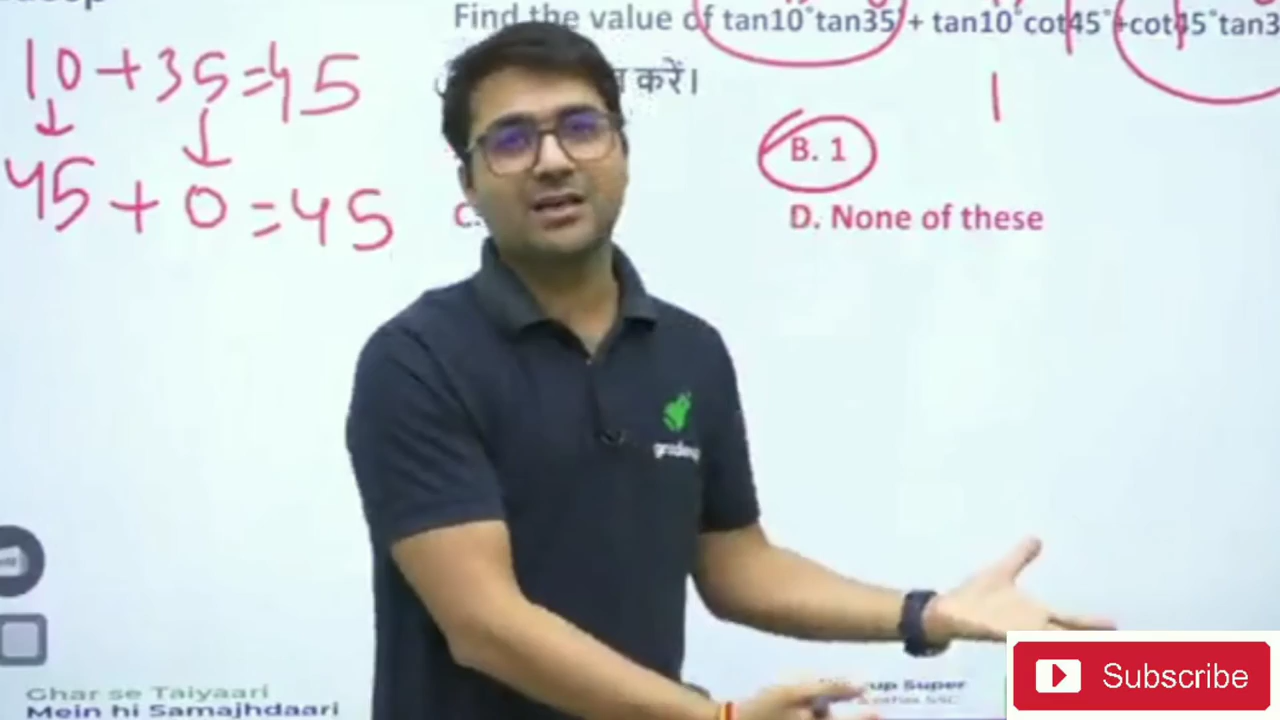 Find the value of tan10°tan35 + tan10°cot45°+cot45°tan3
करें।
10+35=45
45+0=45
1
B. 1
C.
D. None of these
Ghar se Taiyaari
Mein hi Samajhdaari
Super
Subscribe